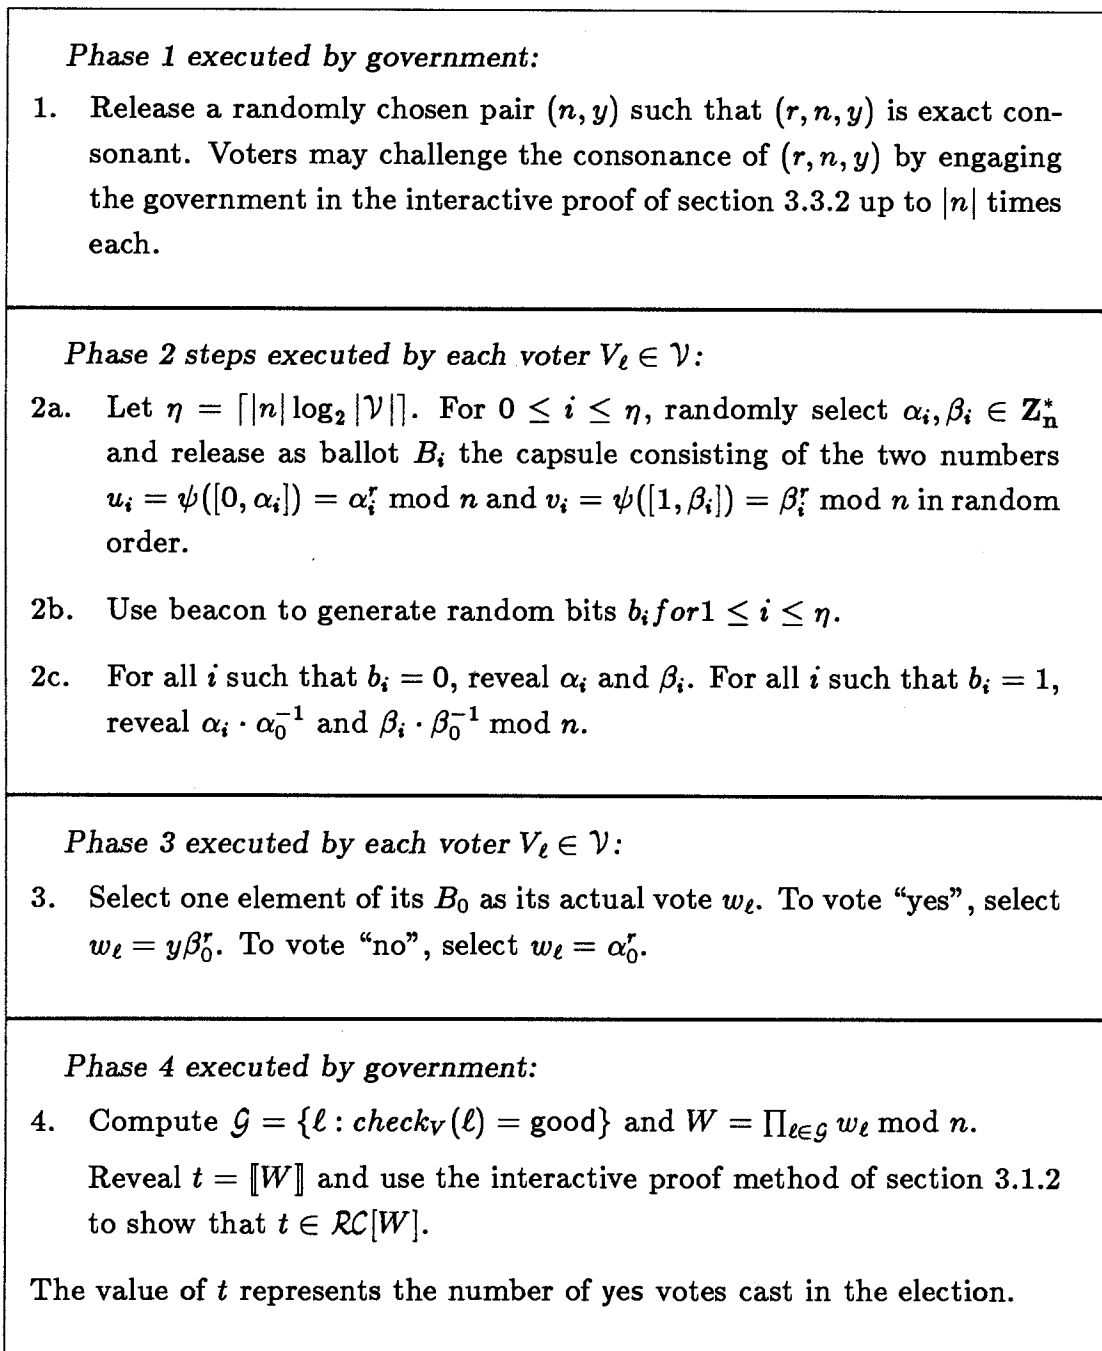 Phase 1 executed by government:
1. Release a randomly chosen pair (n, y) such that (r, n, y) is exact con-
sonant. Voters may challenge the consonance of (r, n, y) by engaging
the government in the interactive proof of section 3.3.2 up to |n| times
each.
Phase 2 steps executed by each voter V_ℓ ∈ 𝒱:
2a. Let η = ⌈|n| log₂ |𝒱|⌉. For 0 ≤ i ≤ η, randomly select α_i, β_i ∈ Z*_n
and release as ballot B_i the capsule consisting of the two numbers
u_i = ψ([0, α_i]) = α_i^r mod n and v_i = ψ([1, β_i]) = β_i^r mod n in random
order.
2b. Use beacon to generate random bits b_i for1 ≤ i ≤ η.
2c. For all i such that b_i = 0, reveal α_i and β_i. For all i such that b_i = 1,
reveal α_i · α_0^{-1} and β_i · β_0^{-1} mod n.
Phase 3 executed by each voter V_ℓ ∈ 𝒱:
3. Select one element of its B_0 as its actual vote w_ℓ. To vote “yes”, select
w_ℓ = yβ_0^r. To vote “no”, select w_ℓ = α_0^r.
Phase 4 executed by government:
4. Compute 𝒢 = {ℓ : check_V(ℓ) = good} and W = ∏_{ℓ∈𝒢} w_ℓ mod n.
Reveal t = ⟦W⟧ and use the interactive proof method of section 3.1.2
to show that t ∈ ℛ𝒞[W].
The value of t represents the number of yes votes cast in the election.